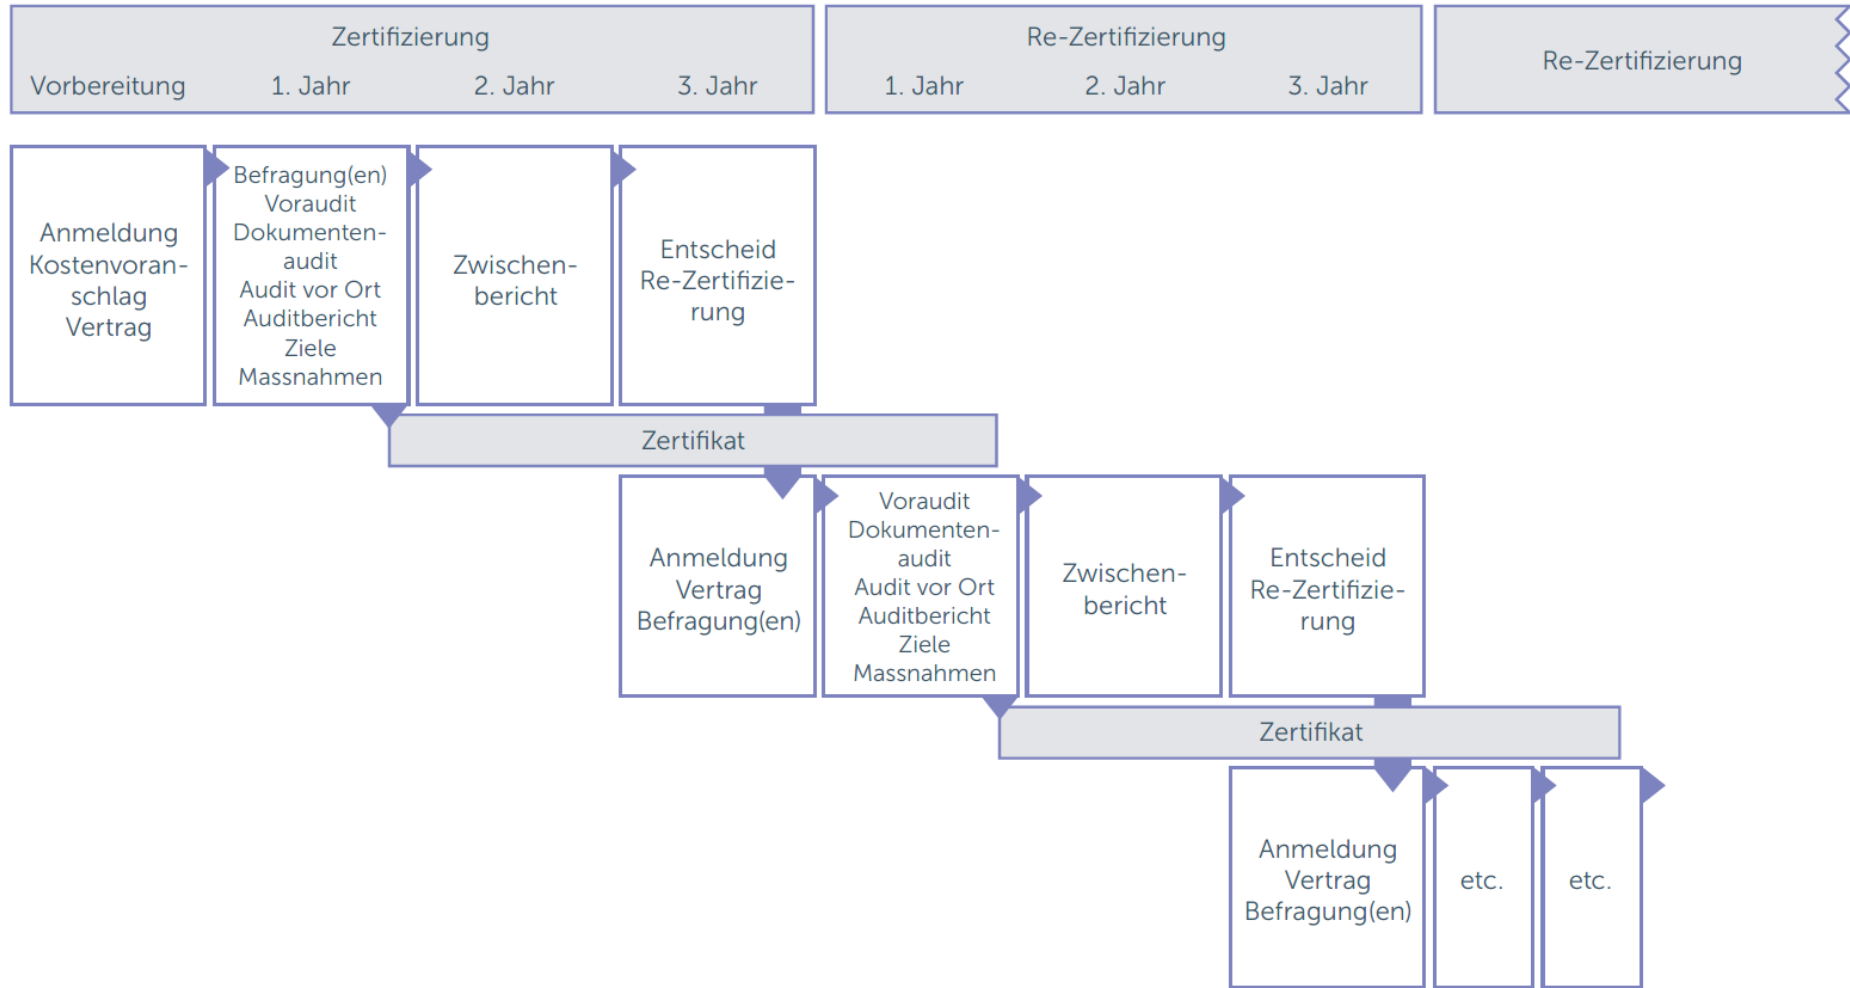 Zertifizierung
Vorbereitung 1. Jahr 2. Jahr 3. Jahr
Re-Zertifizierung
1. Jahr 2. Jahr 3. Jahr
Re-Zertifizierung
Anmeldung
Kostenvoran-
schlag
Vertrag
Befragung(en)
Voraudit
Dokumenten-
audit
Audit vor Ort
Auditbericht
Ziele
Massnahmen
Zwischen-
bericht
Entscheid
Re-Zertifizie-
rung
Zertifikat
Anmeldung
Vertrag
Befragung(en)
Voraudit
Dokumenten-
audit
Audit vor Ort
Auditbericht
Ziele
Massnahmen
Zwischen-
bericht
Entscheid
Re-Zertifizie-
rung
Zertifikat
Anmeldung
Vertrag
Befragung(en)
etc.
etc.